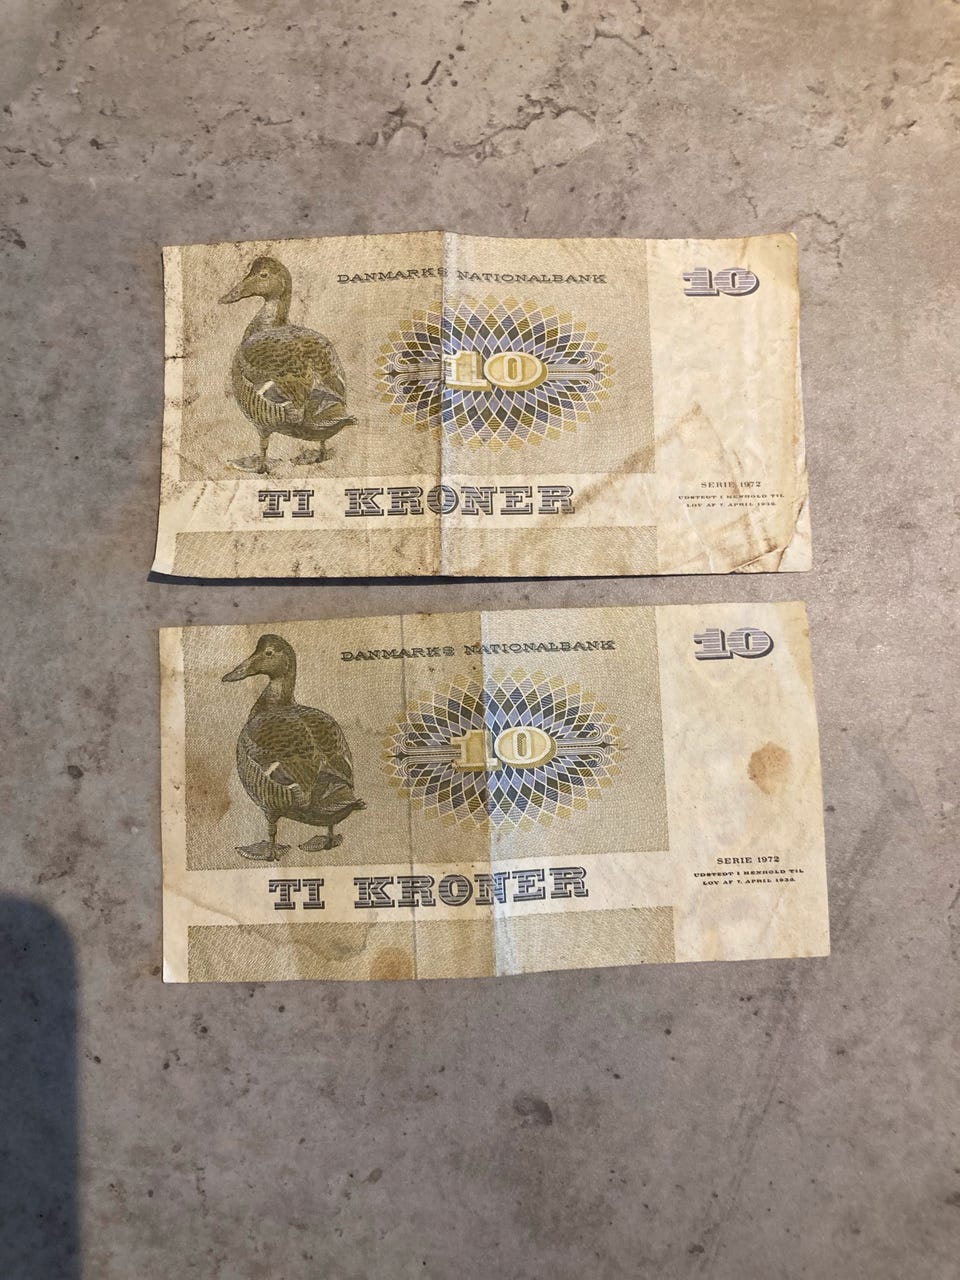 DANMARKS NATIONALBANK
10
10
TI KRONER
SERIE 1972
UDSTEDT I HENHOLD TIL
LOV AF 7. APRIL 1936.
DANMARKS NATIONALBANK
10
10
TI KRONER
SERIE 1972
UDSTEDT I HENHOLD TIL
LOV AF 7. APRIL 1936.